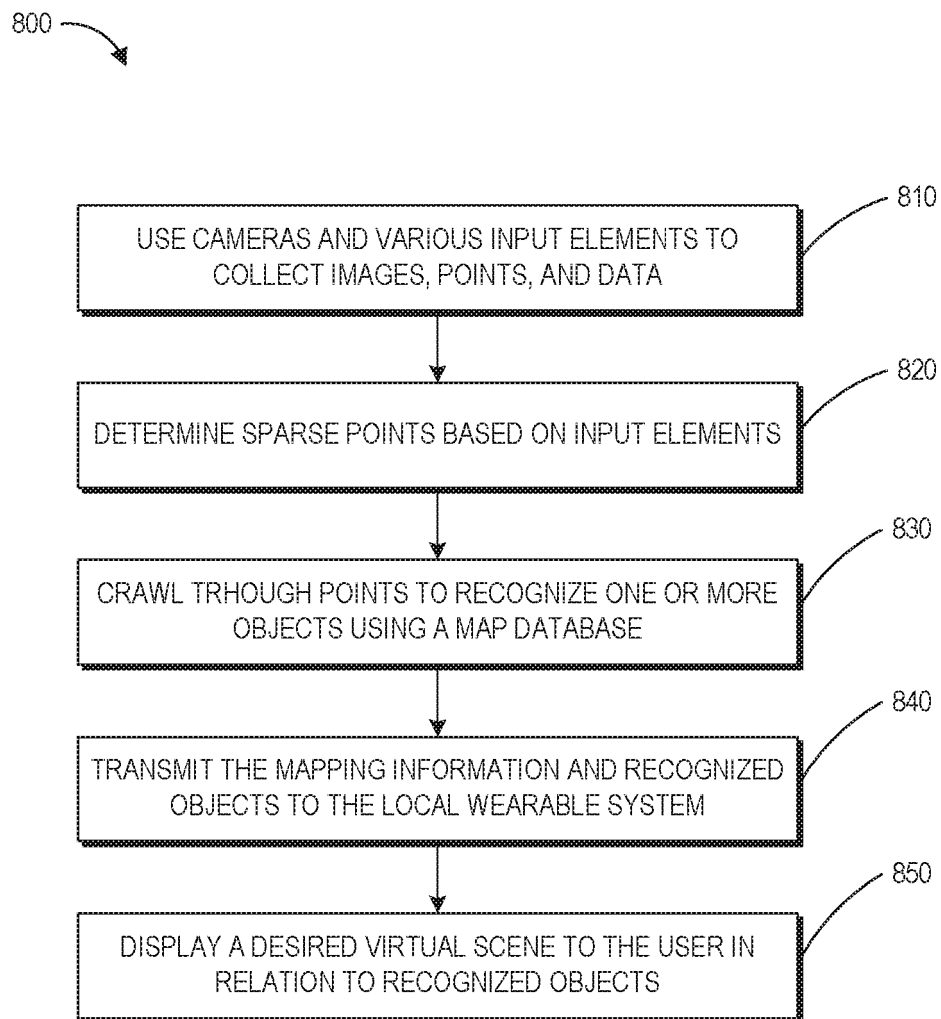 800
810
USE CAMERAS AND VARIOUS INPUT ELEMENTS TO
COLLECT IMAGES, POINTS, AND DATA
820
DETERMINE SPARSE POINTS BASED ON INPUT ELEMENTS
830
CRAWL TRHOUGH POINTS TO RECOGNIZE ONE OR MORE
OBJECTS USING A MAP DATABASE
840
TRANSMIT THE MAPPING INFORMATION AND RECOGNIZED
OBJECTS TO THE LOCAL WEARABLE SYSTEM
850
DISPLAY A DESIRED VIRTUAL SCENE TO THE USER IN
RELATION TO RECOGNIZED OBJECTS